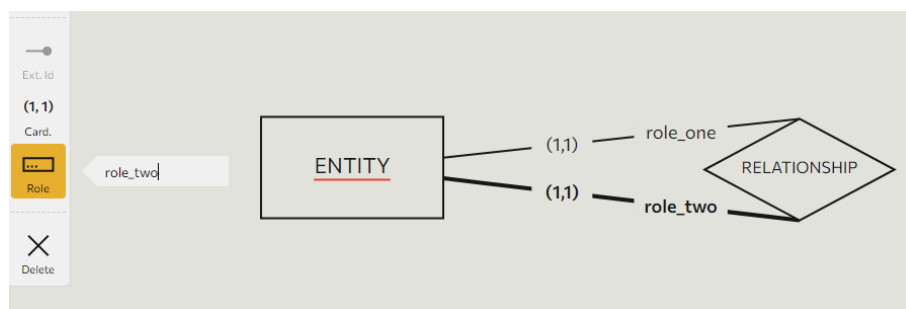 Ext. Id
(1, 1)
Card.
Role
Delete
role_two
ENTITY
(1,1)
role_one
(1,1)
role_two
RELATIONSHIP